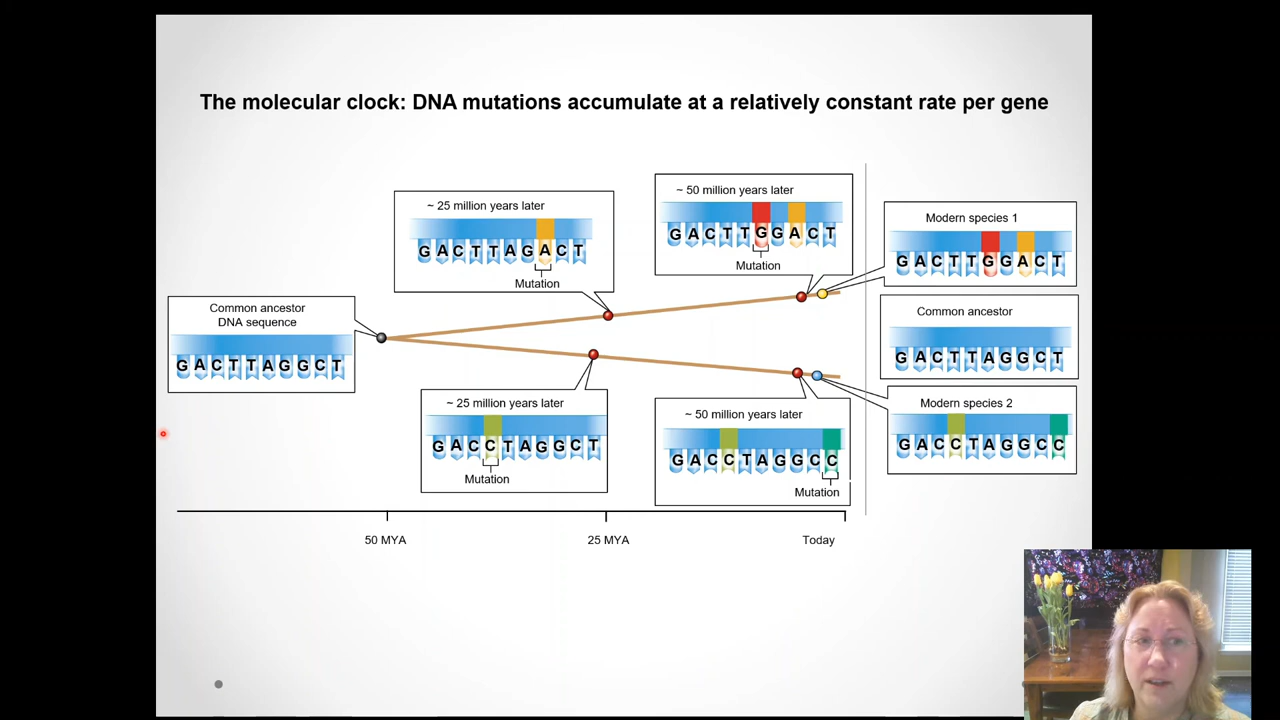 The molecular clock: DNA mutations accumulate at a relatively constant rate per gene
Common ancestor
DNA sequence
GACTTAGGCT
~ 25 million years later
GACTTAGACT
Mutation
~ 50 million years later
GACTTGGACT
Mutation
~ 25 million years later
GACCTAGGCT
Mutation
~ 50 million years later
GACCTAGGCC
Mutation
Modern species 1
GACTTGGACT
Common ancestor
GACTTAGGCT
Modern species 2
GACCTAGGCC
50 MYA
25 MYA
Today